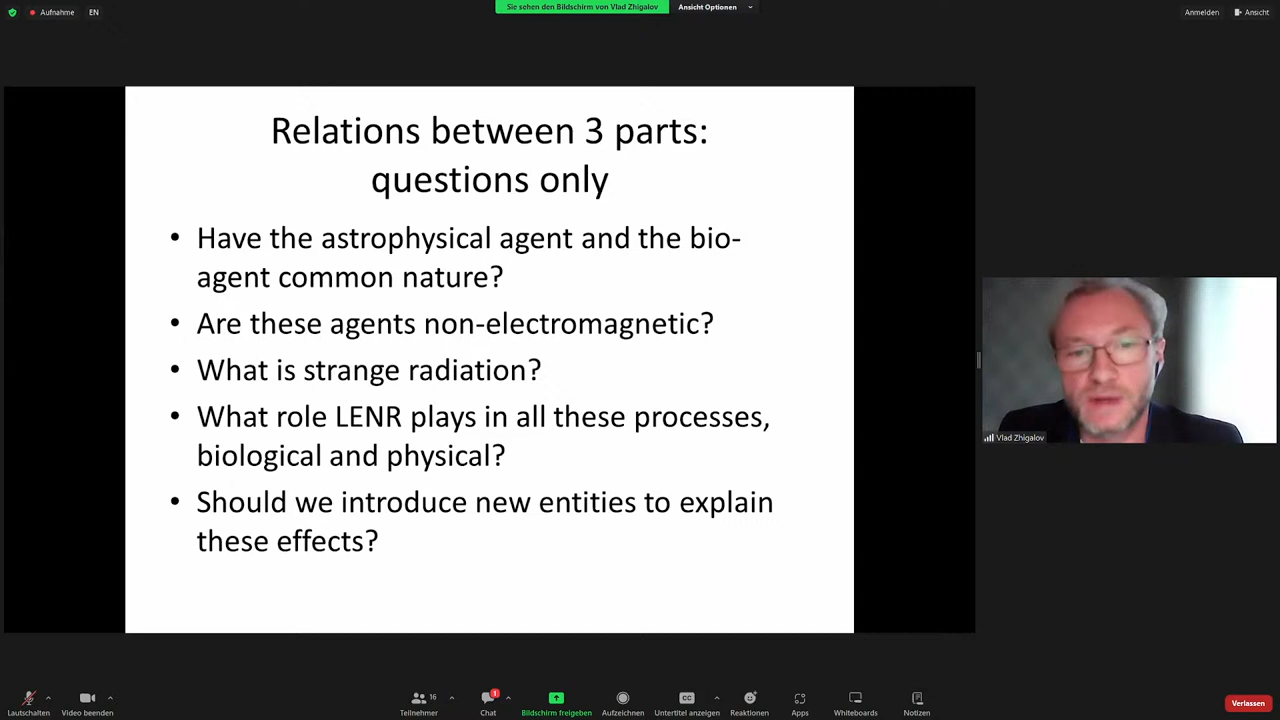 Aufnahme
EN
Sie sehen den Bildschirm von Vlad Zhigalov
Ansicht Optionen
Anmelden
Ansicht
Relations between 3 parts:
questions only
• Have the astrophysical agent and the bio-
agent common nature?
• Are these agents non-electromagnetic?
• What is strange radiation?
• What role LENR plays in all these processes,
biological and physical?
• Should we introduce new entities to explain
these effects?
Vlad Zhigalov
Lautschalten
Video beenden
16
Teilnehmer
1
Chat
Bildschirm freigeben
Aufzeichnen
CC
Untertitel anzeigen
Reaktionen
Apps
Whiteboards
Notizen
Verlassen